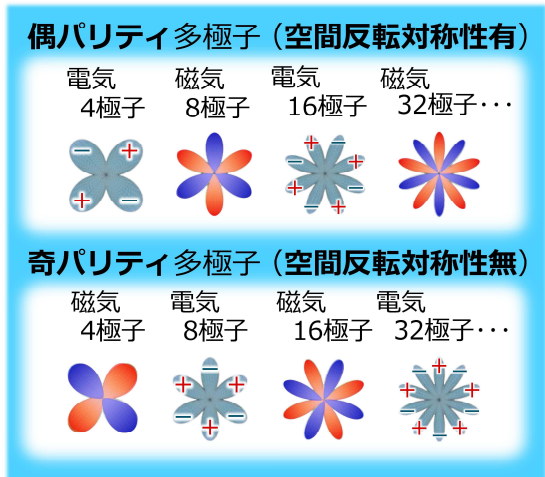 偶パリティ多極子（空間反転対称性有）
電気 磁気 電気 磁気
4極子 8極子 16極子 32極子･･･
－ ＋ ＋ －
＋ － － ＋ － ＋ ＋ － ＋ －
奇パリティ多極子（空間反転対称性無）
磁気 電気 磁気 電気
4極子 8極子 16極子 32極子･･･
－ ＋ ＋ － － ＋
－ ＋ － ＋ ＋ － － ＋ ＋ －